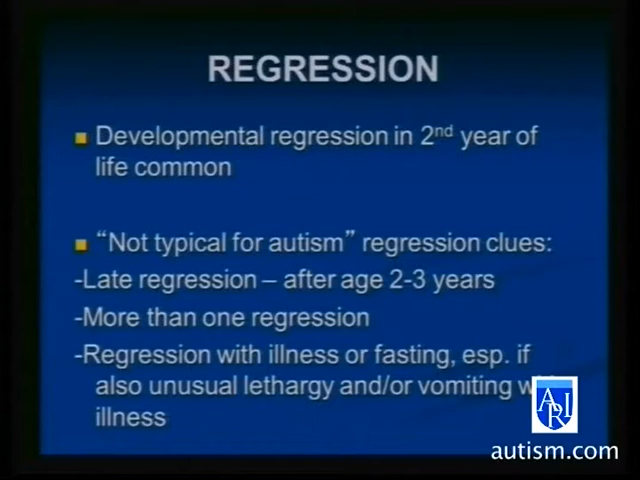 REGRESSION
Developmental regression in 2nd year of
life common
“Not typical for autism” regression clues:
-Late regression – after age 2-3 years
-More than one regression
-Regression with illness or fasting, esp. if
also unusual lethargy and/or vomiting
illness
ARI
autism.com